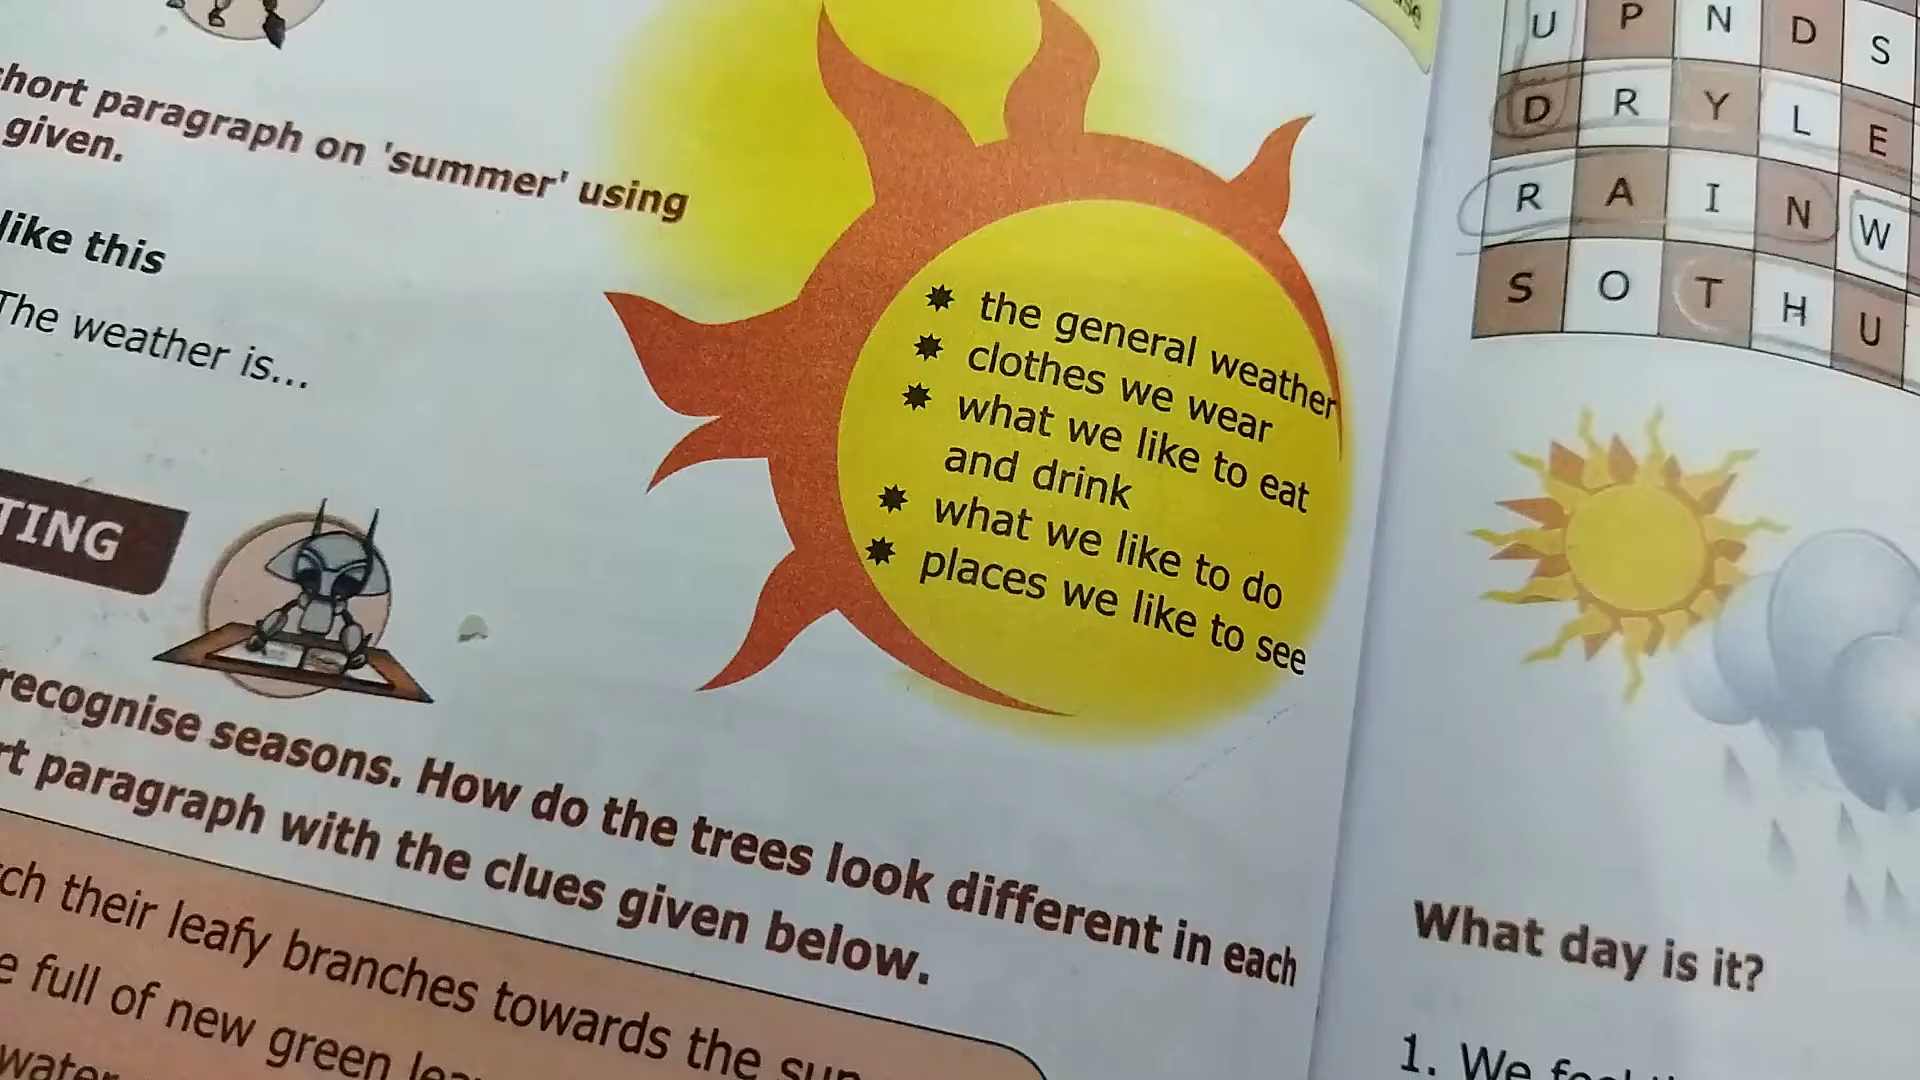 hort paragraph on 'summer' using
given.
like this
The weather is...
the general weather
clothes we wear
what we like to eat
and drink
what we like to do
places we like to see
TING
recognise seasons. How do the trees look different in each
rt paragraph with the clues given below.
ch their leafy branches towards the sun
e full of new green
water
U P N D S
D R Y L E
R A I N W
S O T H U
What day is it?
1. We